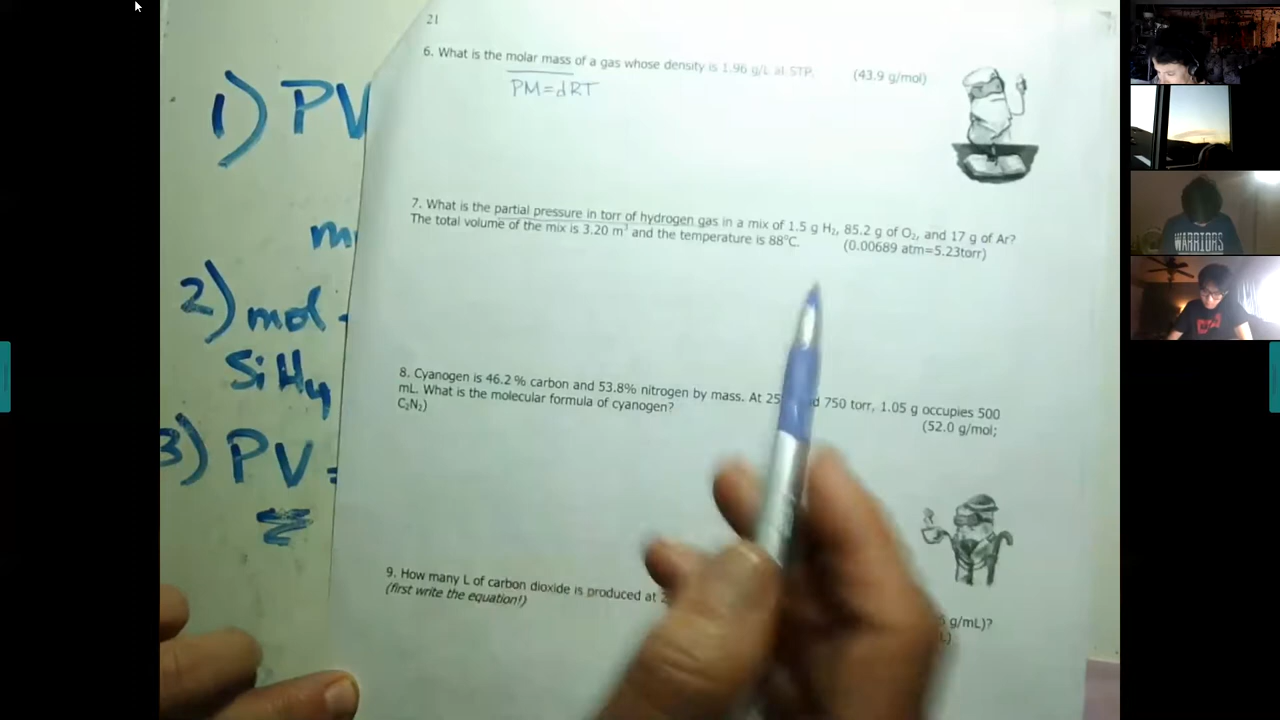 21
6. What is the molar mass of a gas whose density is 1.96 g/L at STP. (43.9 g/mol)
PM=dRT
7. What is the partial pressure in torr of hydrogen gas in a mix of 1.5 g H₂, 85.2 g of O₂, and 17 g of Ar?
The total volume of the mix is 3.20 m³ and the temperature is 88°C. (0.00689 atm=5.23torr)
8. Cyanogen is 46.2 % carbon and 53.8% nitrogen by mass. At 25 750 torr, 1.05 g occupies 500
mL. What is the molecular formula of cyanogen? (52.0 g/mol;
C₂N₂)
9. How many L of carbon dioxide is produced at g/mL)?
(first write the equation!) L)
1) PV
m
2) mol
SiH₄
3) PV =
WARRIORS